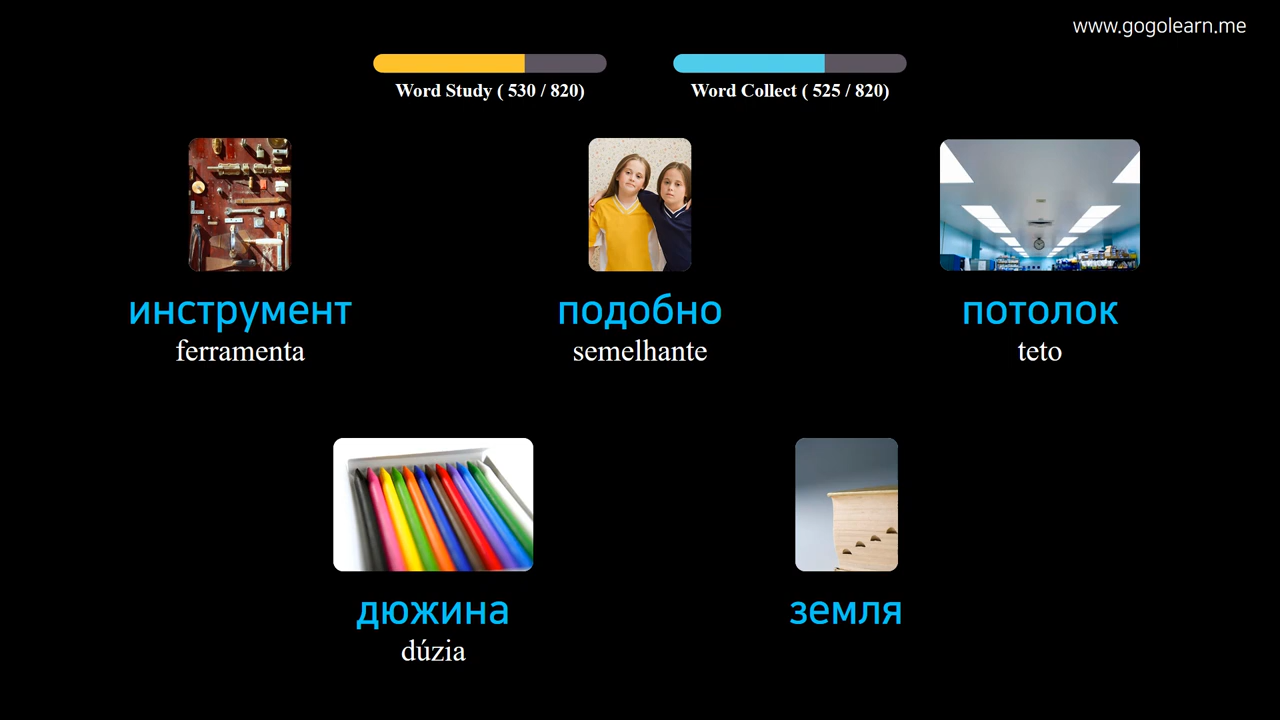 www.gogolearn.me
Word Study ( 530 / 820)
Word Collect ( 525 / 820)
инструмент
ferramenta
подобно
semelhante
потолок
teto
дюжина
dúzia
земля